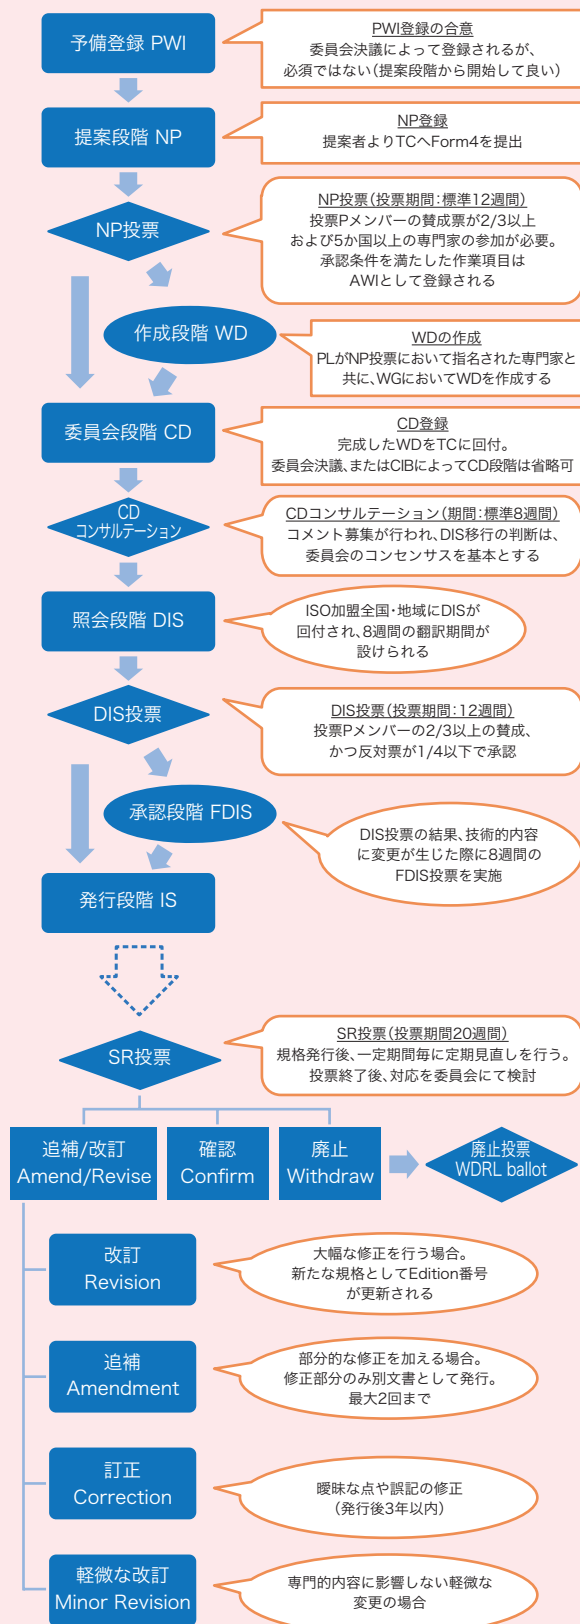 予備登録 PWI
PWI登録の合意
委員会決議によって登録されるが、
必須ではない(提案段階から開始して良い)
提案段階 NP
NP登録
提案者よりTCへForm4を提出
NP投票
NP投票(投票期間:標準12週間)
投票Pメンバーの賛成票が2/3以上
および5か国以上の専門家の参加が必要。
承認条件を満たした作業項目は
AWIとして登録される
作成段階 WD
WDの作成
PLがNP投票において指名された専門家と
共に、WGにおいてWDを作成する
委員会段階 CD
CD登録
完成したWDをTCに回付。
委員会決議、またはCIBによってCD段階は省略可
CD
コンサルテーション
CDコンサルテーション(期間:標準8週間)
コメント募集が行われ、DIS移行の判断は、
委員会のコンセンサスを基本とする
照会段階 DIS
ISO加盟全国・地域にDISが
回付され、8週間の翻訳期間が
設けられる
DIS投票
DIS投票(投票期間:12週間)
投票Pメンバーの2/3以上の賛成、
かつ反対票が1/4以下で承認
承認段階 FDIS
DIS投票の結果、技術的内容
に変更が生じた際に8週間の
FDIS投票を実施
発行段階 IS
SR投票
SR投票(投票期間20週間)
規格発行後、一定期間毎に定期見直しを行う。
投票終了後、対応を委員会にて検討
追補/改訂
Amend/Revise
確認
Confirm
廃止
Withdraw
廃止投票
WDRL ballot
改訂
Revision
大幅な修正を行う場合。
新たな規格としてEdition番号
が更新される
追補
Amendment
部分的な修正を加える場合。
修正部分のみ別文書として発行。
最大2回まで
訂正
Correction
曖昧な点や誤記の修正
(発行後3年以内)
軽微な改訂
Minor Revision
専門的内容に影響しない軽微な
変更の場合